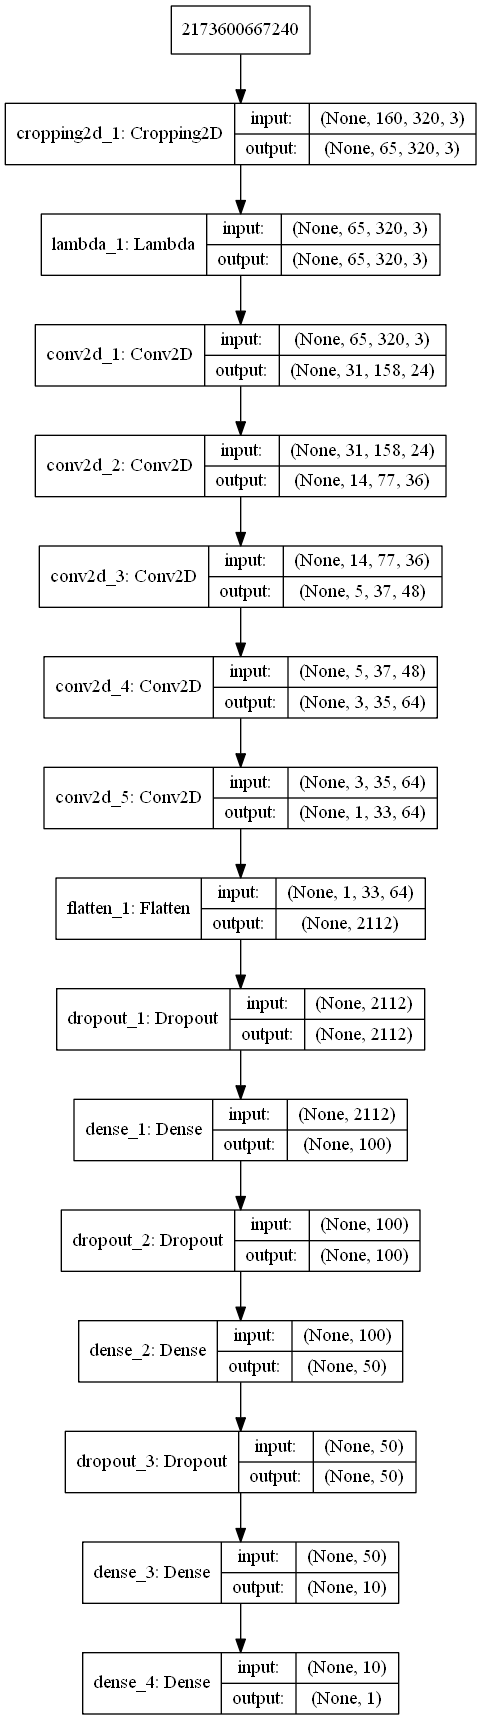 2173600667240
cropping2d_1: Cropping2D
input: (None, 160, 320, 3)
output: (None, 65, 320, 3)
lambda_1: Lambda
input: (None, 65, 320, 3)
output: (None, 65, 320, 3)
conv2d_1: Conv2D
input: (None, 65, 320, 3)
output: (None, 31, 158, 24)
conv2d_2: Conv2D
input: (None, 31, 158, 24)
output: (None, 14, 77, 36)
conv2d_3: Conv2D
input: (None, 14, 77, 36)
output: (None, 5, 37, 48)
conv2d_4: Conv2D
input: (None, 5, 37, 48)
output: (None, 3, 35, 64)
conv2d_5: Conv2D
input: (None, 3, 35, 64)
output: (None, 1, 33, 64)
flatten_1: Flatten
input: (None, 1, 33, 64)
output: (None, 2112)
dropout_1: Dropout
input: (None, 2112)
output: (None, 2112)
dense_1: Dense
input: (None, 2112)
output: (None, 100)
dropout_2: Dropout
input: (None, 100)
output: (None, 100)
dense_2: Dense
input: (None, 100)
output: (None, 50)
dropout_3: Dropout
input: (None, 50)
output: (None, 50)
dense_3: Dense
input: (None, 50)
output: (None, 10)
dense_4: Dense
input: (None, 10)
output: (None, 1)